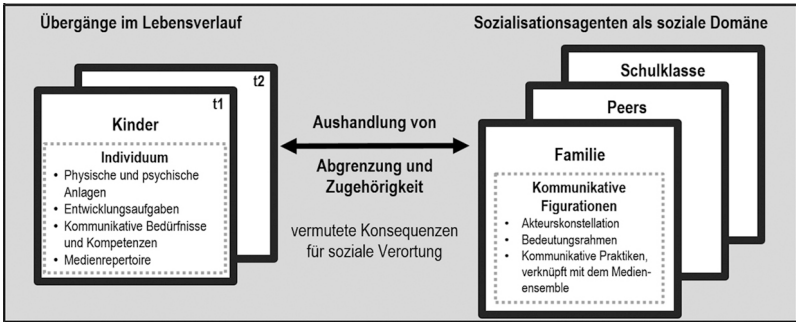 Übergänge im Lebensverlauf
Sozialisationsagenten als soziale Domäne
t2
t1
Kinder
Individuum
• Physische und psychische
Anlagen
• Entwicklungsaufgaben
• Kommunikative Bedürfnisse
und Kompetenzen
• Medienrepertoire
Aushandlung von
Abgrenzung und
Zugehörigkeit
vermutete Konsequenzen
für soziale Verortung
Schulklasse
Peers
Familie
Kommunikative
Figurationen
• Akteurskonstellation
• Bedeutungsrahmen
• Kommunikative Praktiken,
verknüpft mit dem Medien-
ensemble